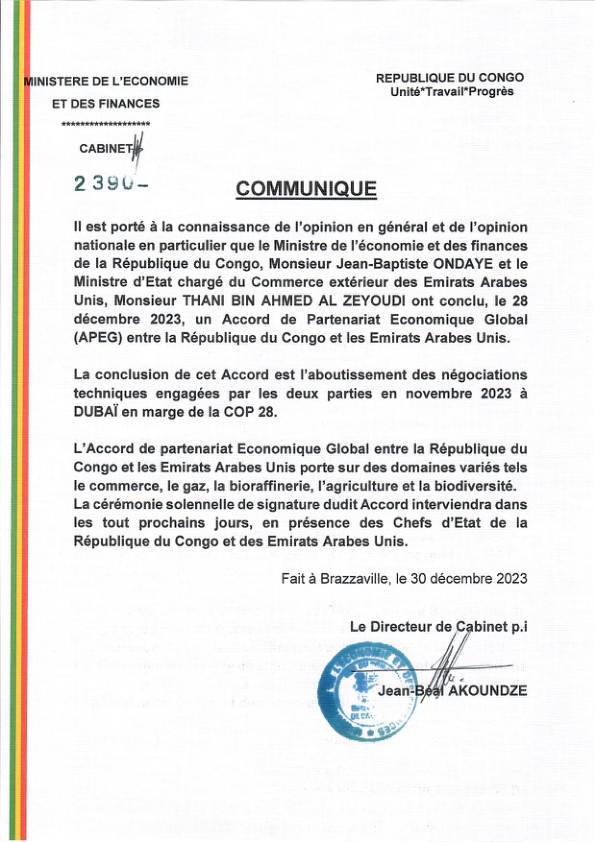 MINISTERE DE L'ECONOMIE
ET DES FINANCES
*******************
CABINET
2390-
REPUBLIQUE DU CONGO
Unité*Travail*Progrès
COMMUNIQUE
Il est porté à la connaissance de l'opinion en général et de l'opinion
nationale en particulier que le Ministre de l'économie et des finances
de la République du Congo, Monsieur Jean-Baptiste ONDAYE et le
Ministre d'Etat chargé du Commerce extérieur des Emirats Arabes
Unis, Monsieur THANI BIN AHMED AL ZEYOUDI ont conclu, le 28
décembre 2023, un Accord de Partenariat Economique Global
(APEG) entre la République du Congo et les Emirats Arabes Unis.
La conclusion de cet Accord est l'aboutissement des négociations
techniques engagées par les deux parties en novembre 2023 à
DUBAÏ en marge de la COP 28.
L'Accord de partenariat Economique Global entre la République du
Congo et les Emirats Arabes Unis porte sur des domaines variés tels
le commerce, le gaz, la bioraffinerie, l'agriculture et la biodiversité.
La cérémonie solennelle de signature dudit Accord interviendra dans
les tout prochains jours, en présence des Chefs d'Etat de la
République du Congo et des Emirats Arabes Unis.
Fait à Brazzaville, le 30 décembre 2023
Le Directeur de Cabinet p.i
Jean-Béal AKOUNDZE